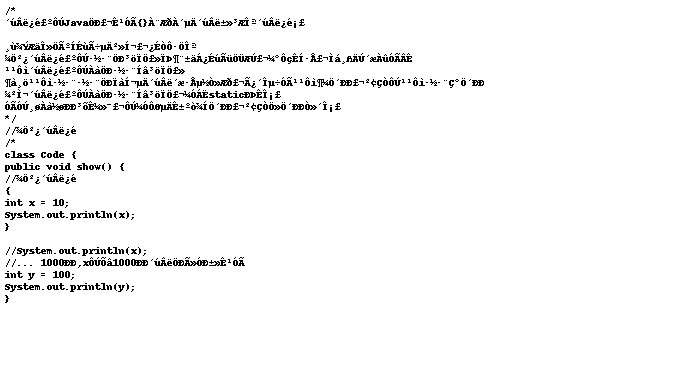 /*
´úÂë¿é£ºÔÚJavaÖÐ£¬Ê¹ÓÃ{}À¨ÆðÀ´µÄ´úÂë±»³ÆÎª´úÂë¿é¡£

¸ù¾ÝÆäÎ»ÖÃºÍÉùÃ÷µÄ²»Í¬£¬¿ÉÒÔ·ÖÎª
¾Ö²¿´úÂë¿é£ºÔÚ·½·¨ÖÐ³öÏÖ£»ÏÞ¶¨±äÁ¿ÉúÃüÖÜÆÚ£¬¼°ÔçÊÍ·Å£¬Ìá¸ßÄÚ´æÀûÓÃÂÊ
¹¹Ôì´úÂë¿é£ºÔÚÀàÖÐ·½·¨Íâ³öÏÖ£»
¶à¸ö¹¹Ôì·½·¨·½·¨ÖÐÏàÍ¬µÄ´úÂë´æ·Åµ½Ò»Æð£¬Ã¿´Îµ÷ÓÃ¹¹Ôì¶¼Ö´ÐÐ£¬²¢ÇÒÔÚ¹¹Ôì·½·¨Ç°Ö´ÐÐ
¾²Ì¬´úÂë¿é£ºÔÚÀàÖÐ·½·¨Íâ³öÏÖ£¬¼ÓÁËstaticÐÞÊÎ¡£
ÓÃÓÚ¸øÀà½øÐÐ³õÊ¼»¯£¬ÔÚ¼ÓÔØµÄÊ±ºò¾ÍÖ´ÐÐ£¬²¢ÇÒÖ»Ö´ÐÐÒ»´Î¡£
*/
//¾Ö²¿´úÂë¿é
/*
class Code {
public void show() {
//¾Ö²¿´úÂë¿é
{
int x = 10;
System.out.println(x);
}

//System.out.println(x);
//... 1000ÐÐ,xÔÚÕâ1000ÐÐ´úÂëÖÐÃ»ÓÐ±»Ê¹ÓÃ
int y = 100;
System.out.println(y);
}